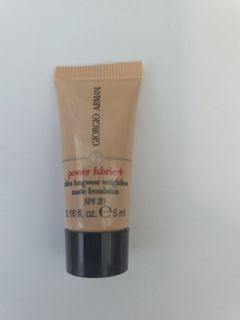 GIORGIO ARMANI
power fabric+
ultra longwear weightless
matte foundation
SPF 20
0.16 fl. oz. ℮ 5 ml